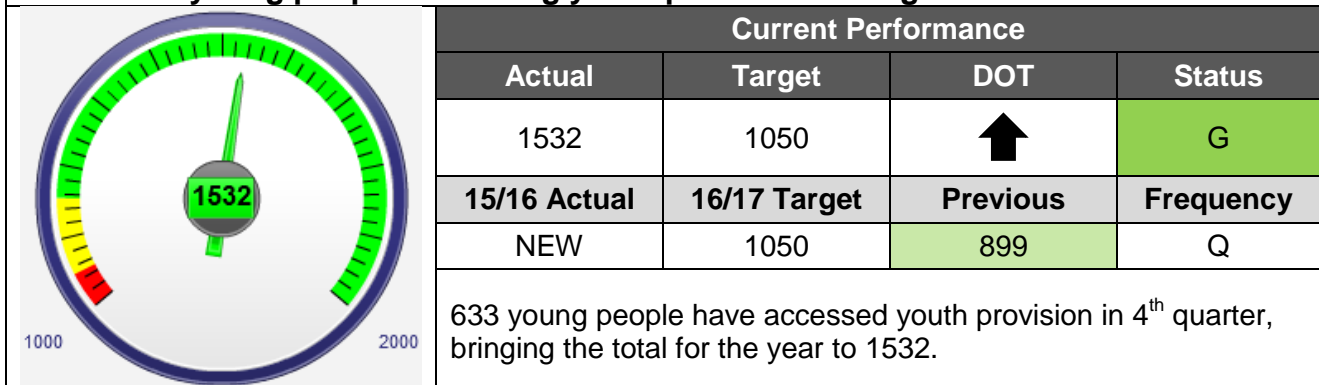 Current Performance
Actual Target DOT Status
1532 1050 G
15/16 Actual 16/17 Target Previous Frequency
NEW 1050 899 Q
1532
1000 2000
633 young people have accessed youth provision in 4th quarter,
bringing the total for the year to 1532.